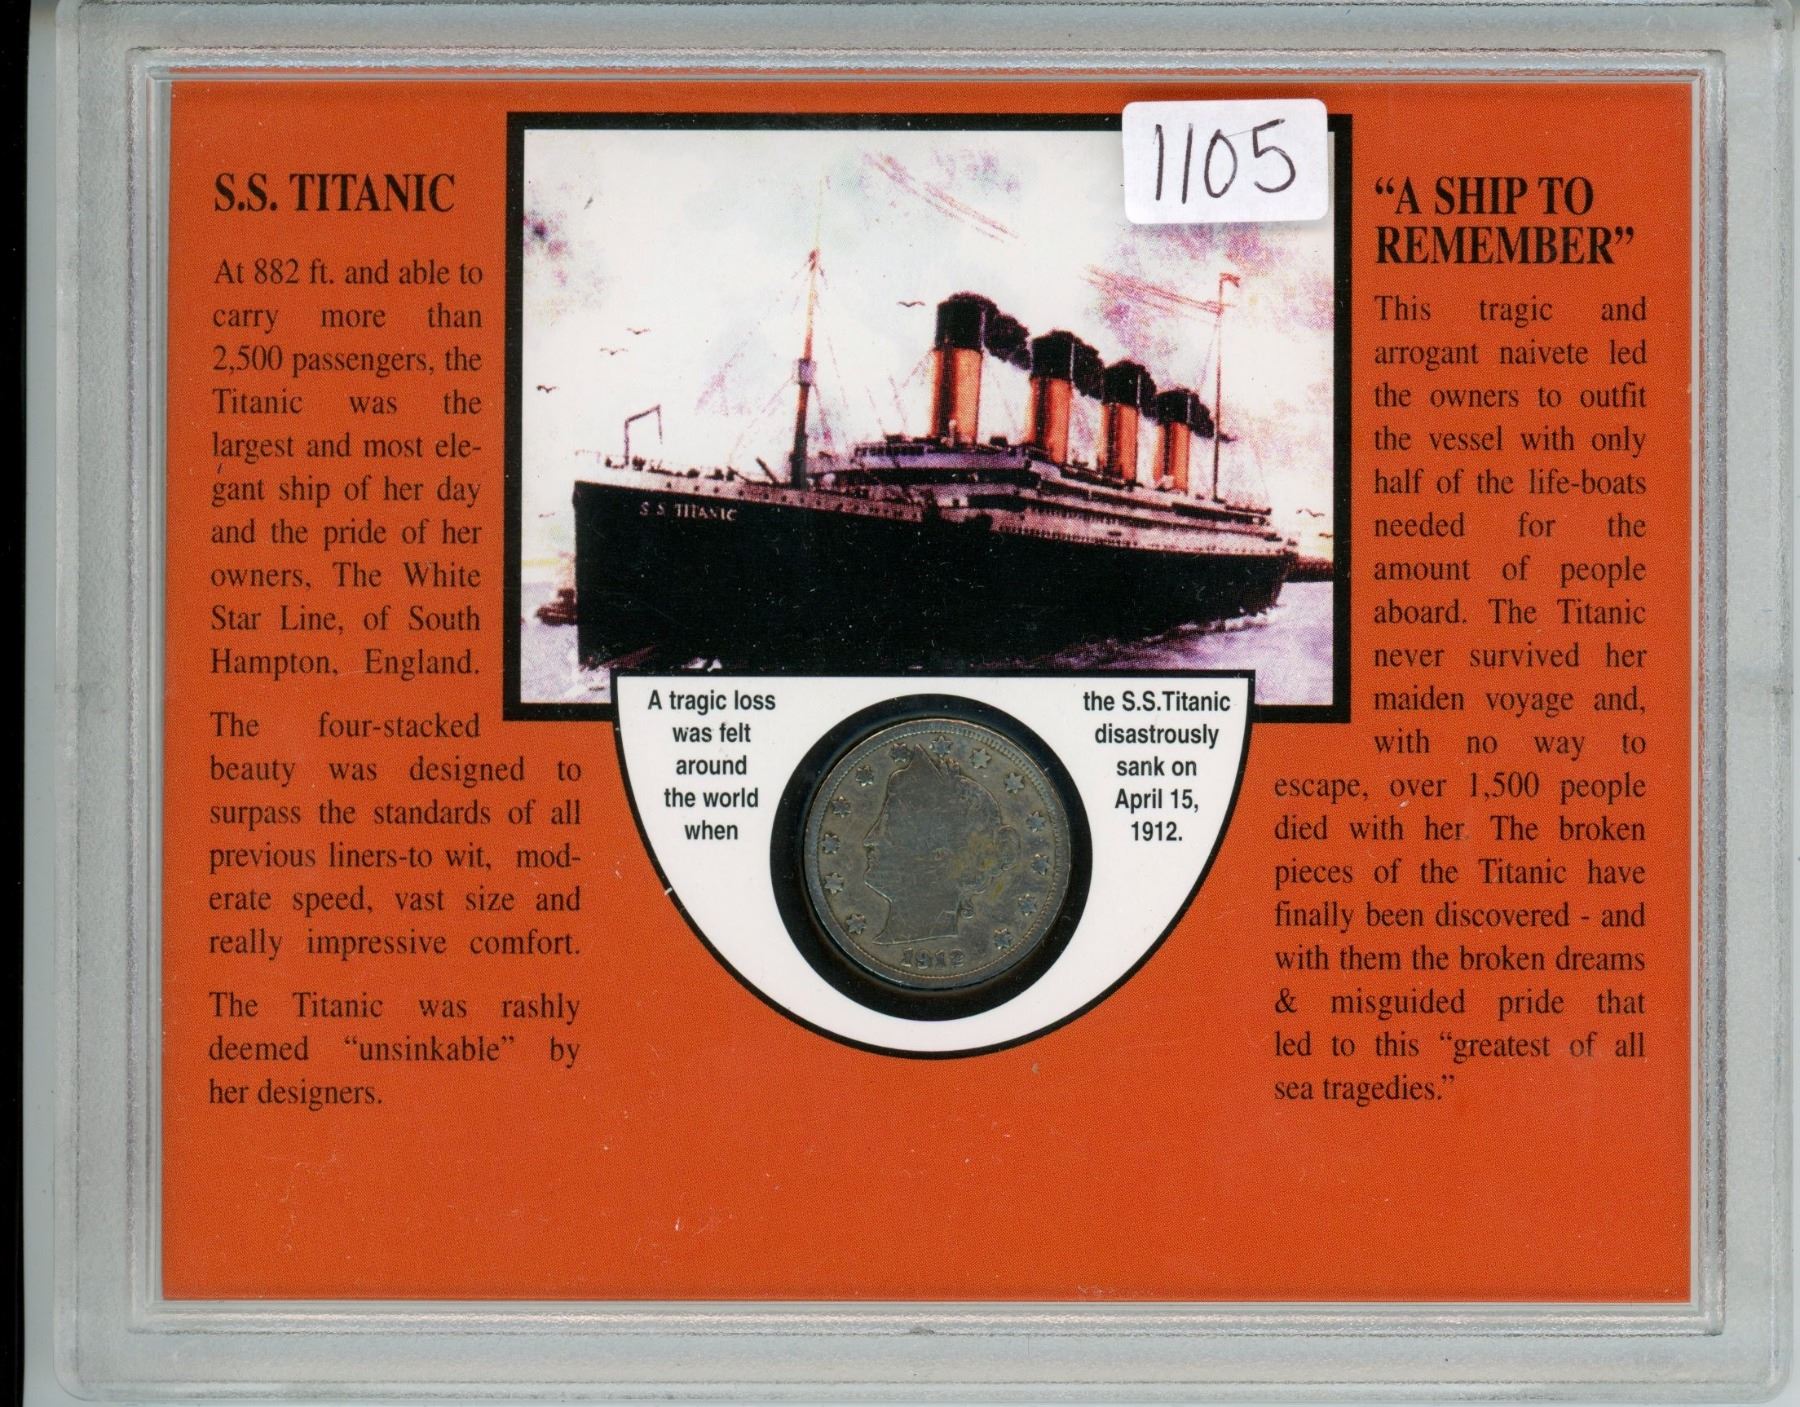 1105
S.S. TITANIC
At 882 ft. and able to
carry more than
2,500 passengers, the
Titanic was the
largest and most ele-
gant ship of her day
and the pride of her
owners, The White
Star Line, of South
Hampton, England.
The four-stacked
beauty was designed to
surpass the standards of all
previous liners-to wit, mod-
erate speed, vast size and
really impressive comfort.
The Titanic was rashly
deemed “unsinkable” by
her designers.
S S TITANIC
A tragic loss
was felt
around
the world
when
the S.S.Titanic
disastrously
sank on
April 15,
1912.
1912
“A SHIP TO
REMEMBER”
This tragic and
arrogant naivete led
the owners to outfit
the vessel with only
half of the life-boats
needed for the
amount of people
aboard. The Titanic
never survived her
maiden voyage and,
with no way to
escape, over 1,500 people
died with her. The broken
pieces of the Titanic have
finally been discovered - and
with them the broken dreams
& misguided pride that
led to this “greatest of all
sea tragedies.”